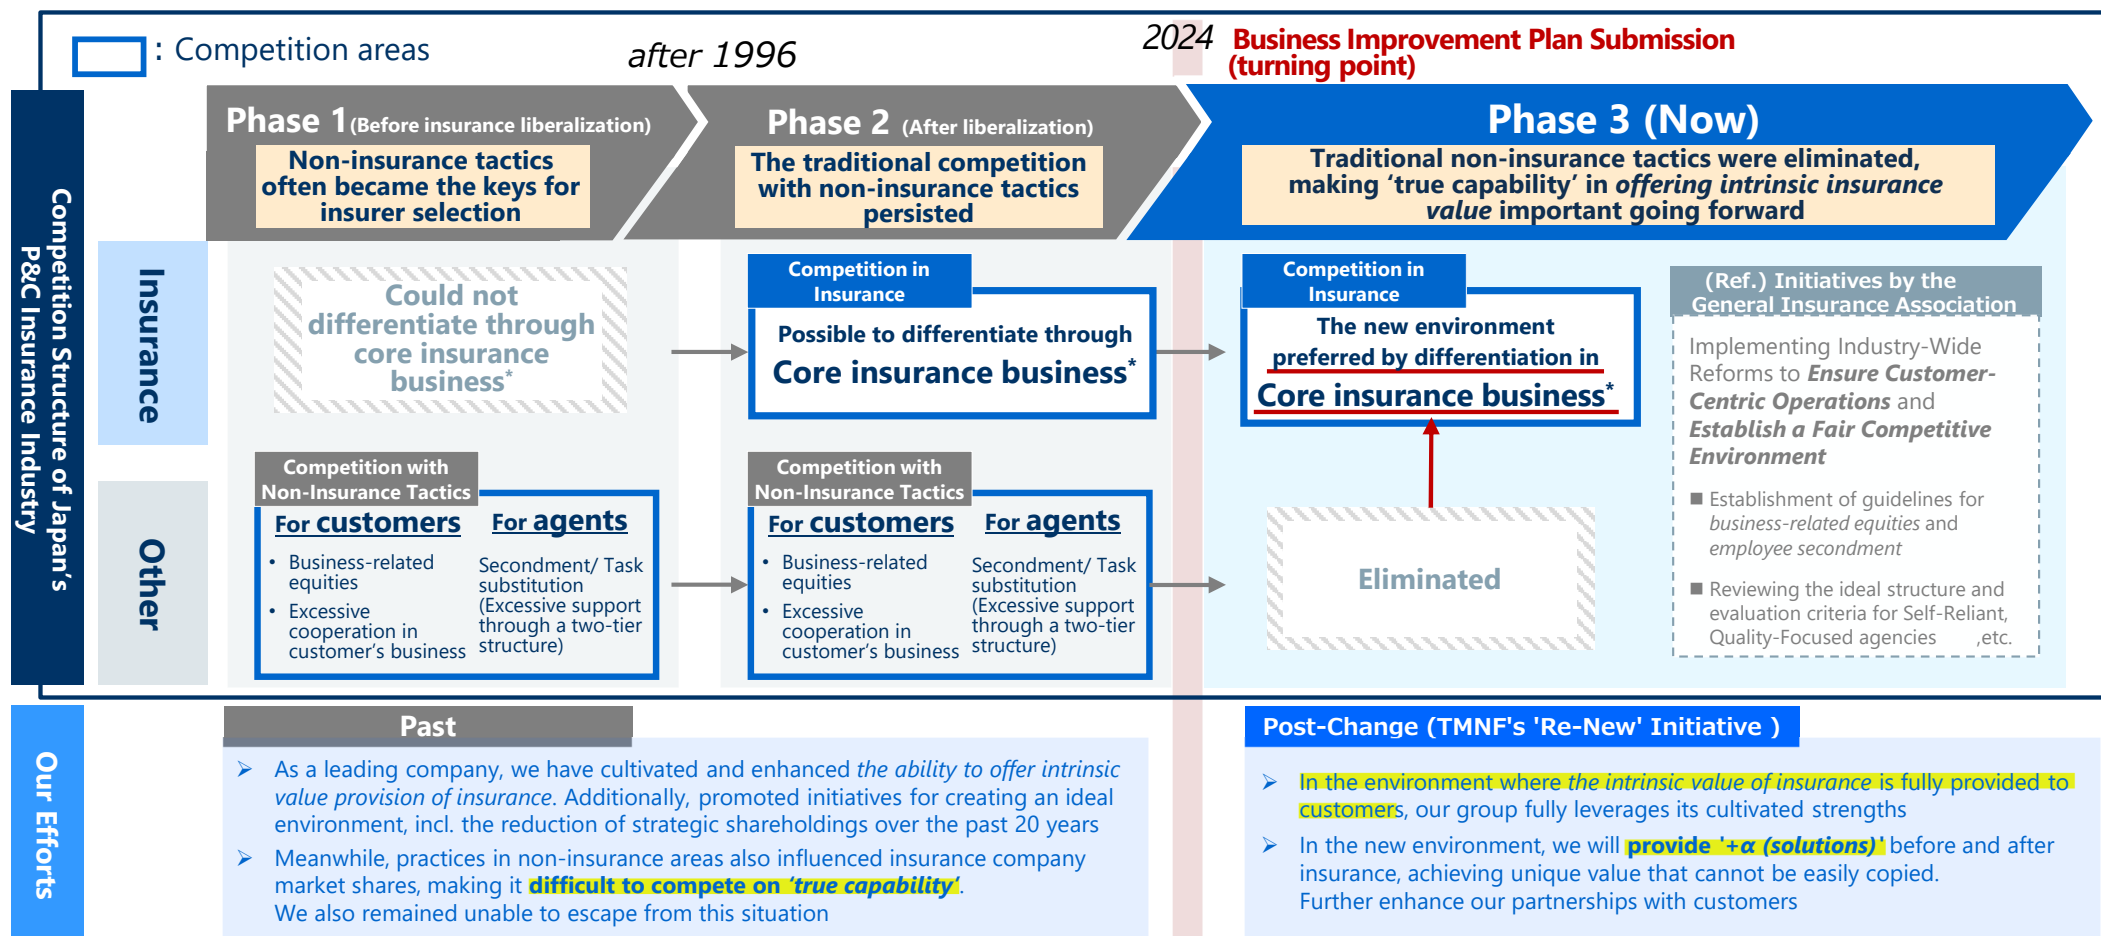 : Competition areas
after 1996
2024 Business Improvement Plan Submission
(turning point)
Competition Structure of Japan's
P&C Insurance Industry
Phase 1(Before insurance liberalization)
Non-insurance tactics
often became the keys for
insurer selection
Phase 2 (After liberalization)
The traditional competition
with non-insurance tactics
persisted
Phase 3 (Now)
Traditional non-insurance tactics were eliminated,
making ‘true capability’ in offering intrinsic insurance
value important going forward
Insurance
Could not
differentiate through
core insurance
business*
Competition in
Insurance
Possible to differentiate through
Core insurance business*
Competition in
Insurance
The new environment
preferred by differentiation in
Core insurance business*
(Ref.) Initiatives by the
General Insurance Association
Implementing Industry-Wide
Reforms to Ensure Customer-
Centric Operations and
Establish a Fair Competitive
Environment
■ Establishment of guidelines for
business-related equities and
employee secondment
■ Reviewing the ideal structure and
evaluation criteria for Self-Reliant,
Quality-Focused agencies ,etc.
Other
Competition with
Non-Insurance Tactics
For customers
• Business-related
equities
• Excessive
cooperation in
customer's business
For agents
Secondment/ Task
substitution
(Excessive support
through a two-tier
structure)
Competition with
Non-Insurance Tactics
For customers
• Business-related
equities
• Excessive
cooperation in
customer's business
For agents
Secondment/ Task
substitution
(Excessive support
through a two-tier
structure)
Eliminated
Our Efforts
Past
➢ As a leading company, we have cultivated and enhanced the ability to offer intrinsic
value provision of insurance. Additionally, promoted initiatives for creating an ideal
environment, incl. the reduction of strategic shareholdings over the past 20 years
➢ Meanwhile, practices in non-insurance areas also influenced insurance company
market shares, making it difficult to compete on ‘true capability’.
We also remained unable to escape from this situation
Post-Change (TMNF's 'Re-New' Initiative )
➢ In the environment where the intrinsic value of insurance is fully provided to
customers, our group fully leverages its cultivated strengths
➢ In the new environment, we will provide '+α (solutions)' before and after
insurance, achieving unique value that cannot be easily copied.
Further enhance our partnerships with customers